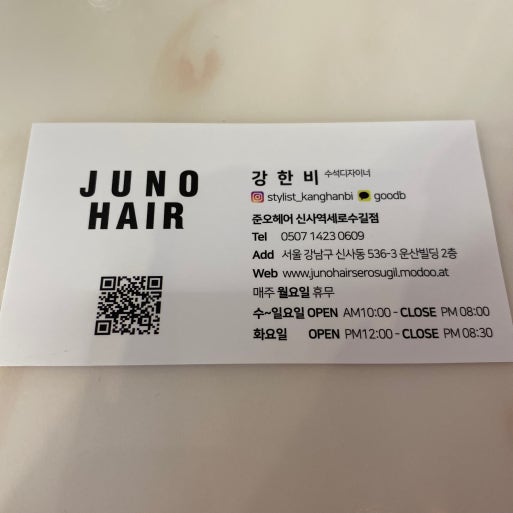 JUNO
HAIR
강 한 비 수석디자이너
stylist_kanghanbi goodb
준오헤어 신사역세로수길점
Tel 0507 1423 0609
Add 서울 강남구 신사동 536-3 운산빌딩 2층
Web www.junohairserosugil.modoo.at
매주 월요일 휴무
수~일요일 OPEN AM10:00 - CLOSE PM 08:00
화요일 OPEN PM12:00 - CLOSE PM 08:30